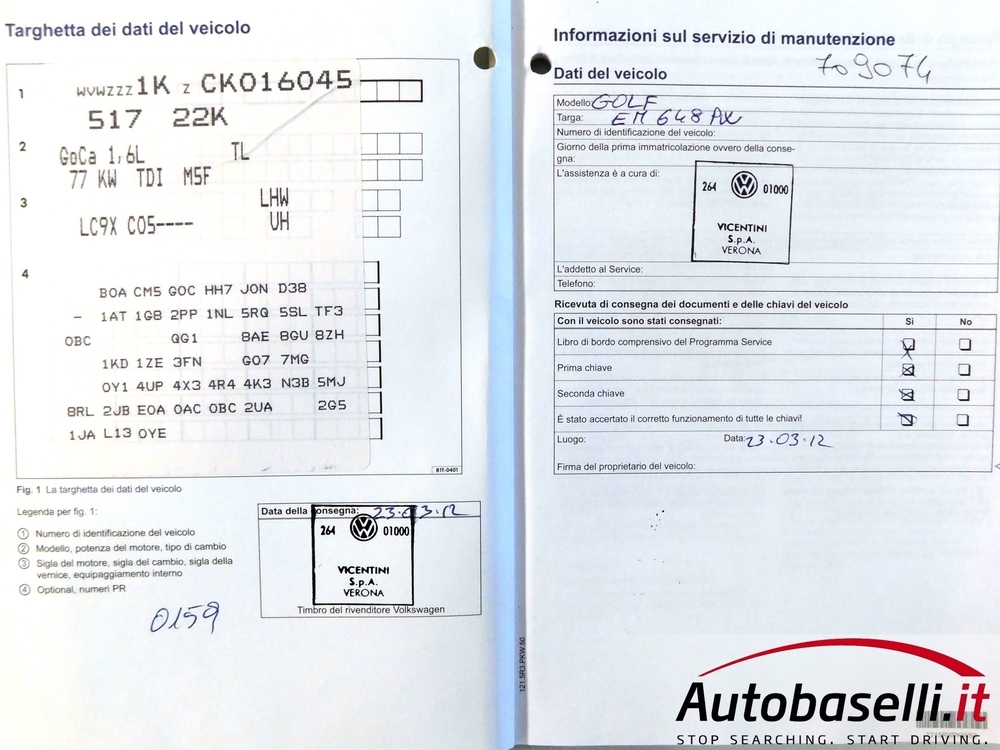 Targhetta dei dati del veicolo
1 WVWZZZ 1K Z CK016045
517 22K
2
GoCa 1,6L TL
77 KW TDI M5F
3 LHW
LC9X C05---- UH
4
B0A CM5 G0C HH7 J0N D38
– 1AT 1G8 2PP 1NL 5RQ 5SL TF3
0BC QG1 8AE 8GU 8ZH
1KD 1ZE 3FN G07 7MG
0Y1 4UP 4X3 4R4 4K3 N3B 5MJ
8RL 2JB E0A 0AC 0BC 2UA 2G5
1JA L13 0YE
B1T-0401
Fig. 1 La targhetta dei dati del veicolo
Legenda per fig. 1:
① Numero di identificazione del veicolo
② Modello, potenza del motore, tipo di cambio
③ Sigla del motore, sigla del cambio, sigla della
vernice, equipaggiamento interno
④ Optional, numeri PR
0159
Data della consegna: 23.03.12
264 01000
VICENTINI
S.p.A.
VERONA
Timbro del rivenditore Volkswagen
Informazioni sul servizio di manutenzione
709074
Dati del veicolo
Modello: GOLF
Targa: EM 648 PX
Numero di identificazione del veicolo:
Giorno della prima immatricolazione ovvero della conse-
gna:
L'assistenza è a cura di:
264 01000
VICENTINI
S.p.A.
VERONA
L'addetto al Service:
Telefono:
Ricevuta di consegna dei documenti e delle chiavi del veicolo
Con il veicolo sono stati consegnati: Si No
Libro di bordo comprensivo del Programma Service
Prima chiave
Seconda chiave
È stato accertato il corretto funzionamento di tutte le chiavi!
Luogo: Data: 23.03.12
Firma del proprietario del veicolo:
121.5R3.PKW.50
Autobaselli.it
STOP SEARCHING. START DRIVING.